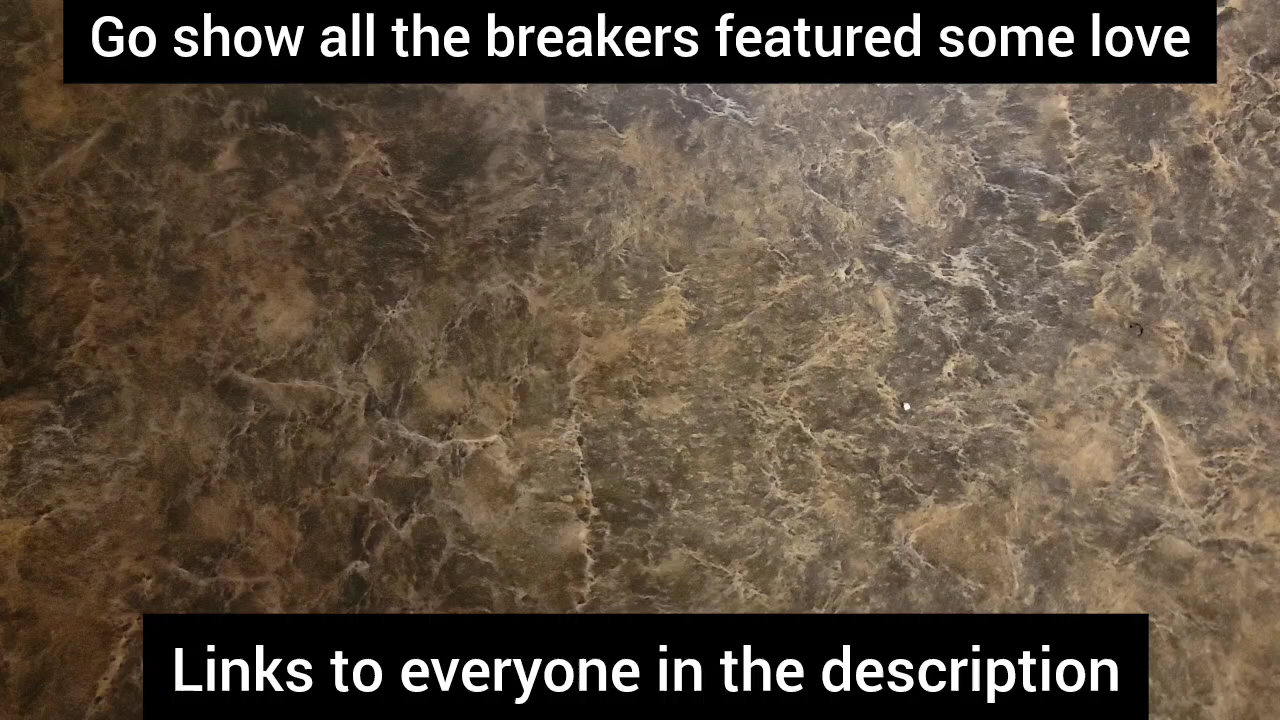 Go show all the breakers featured some love
Links to everyone in the description